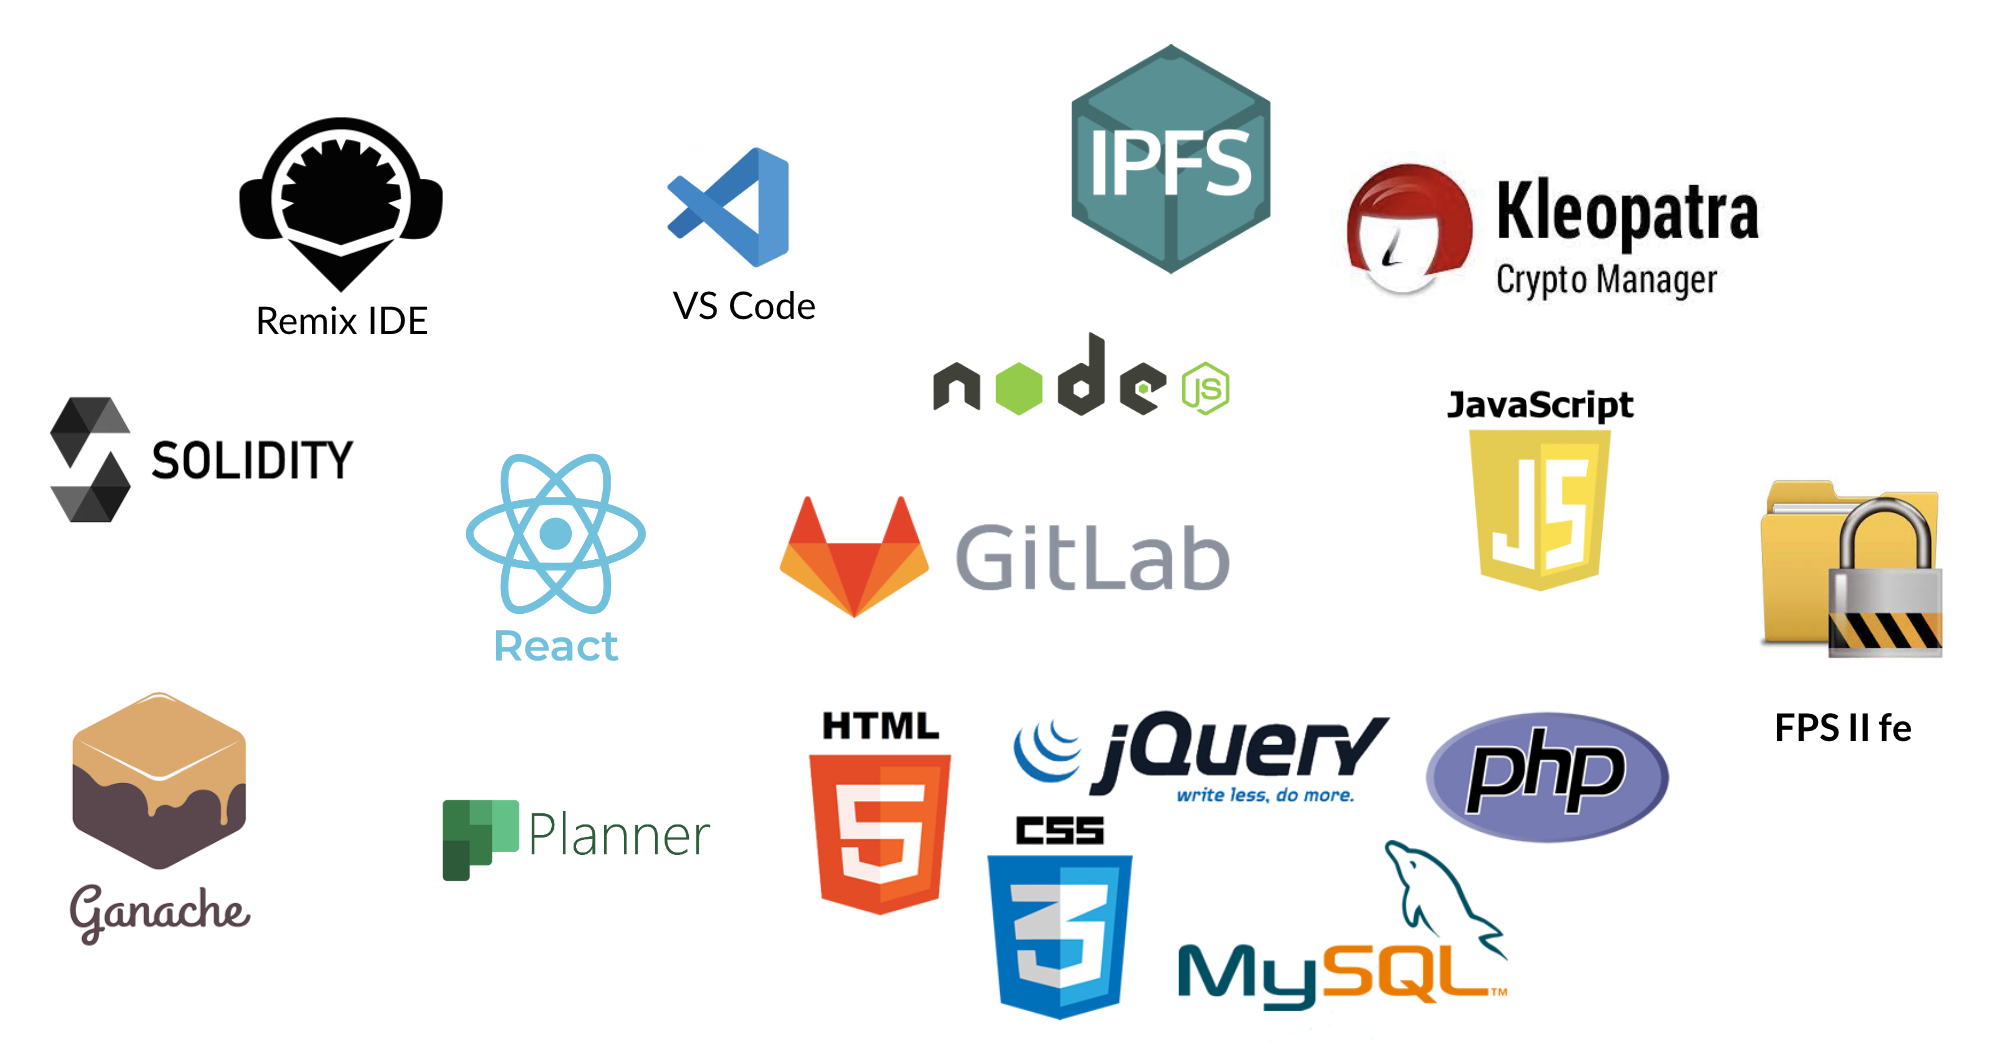 IPFS
Remix IDE
VS Code
Kleopatra
Crypto Manager
node
JS
SOLIDITY
JavaScript
JS
React
GitLab
FPS II fe
Ganache
Planner
HTML
5
jQuery
write less, do more.
CSS
3
php
MySQL™